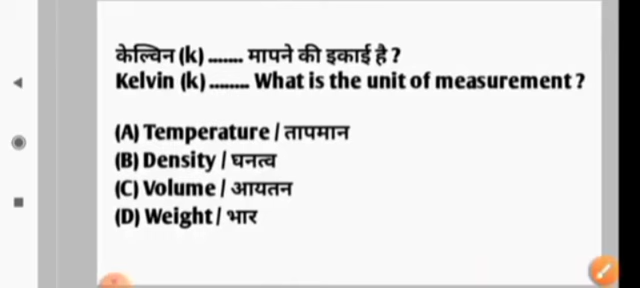 केल्विन (k) ....... मापने की इकाई है ?
Kelvin (k) ........ What is the unit of measurement ?
(A) Temperature / तापमान
(B) Density / घनत्व
(C) Volume / आयतन
(D) Weight / भार